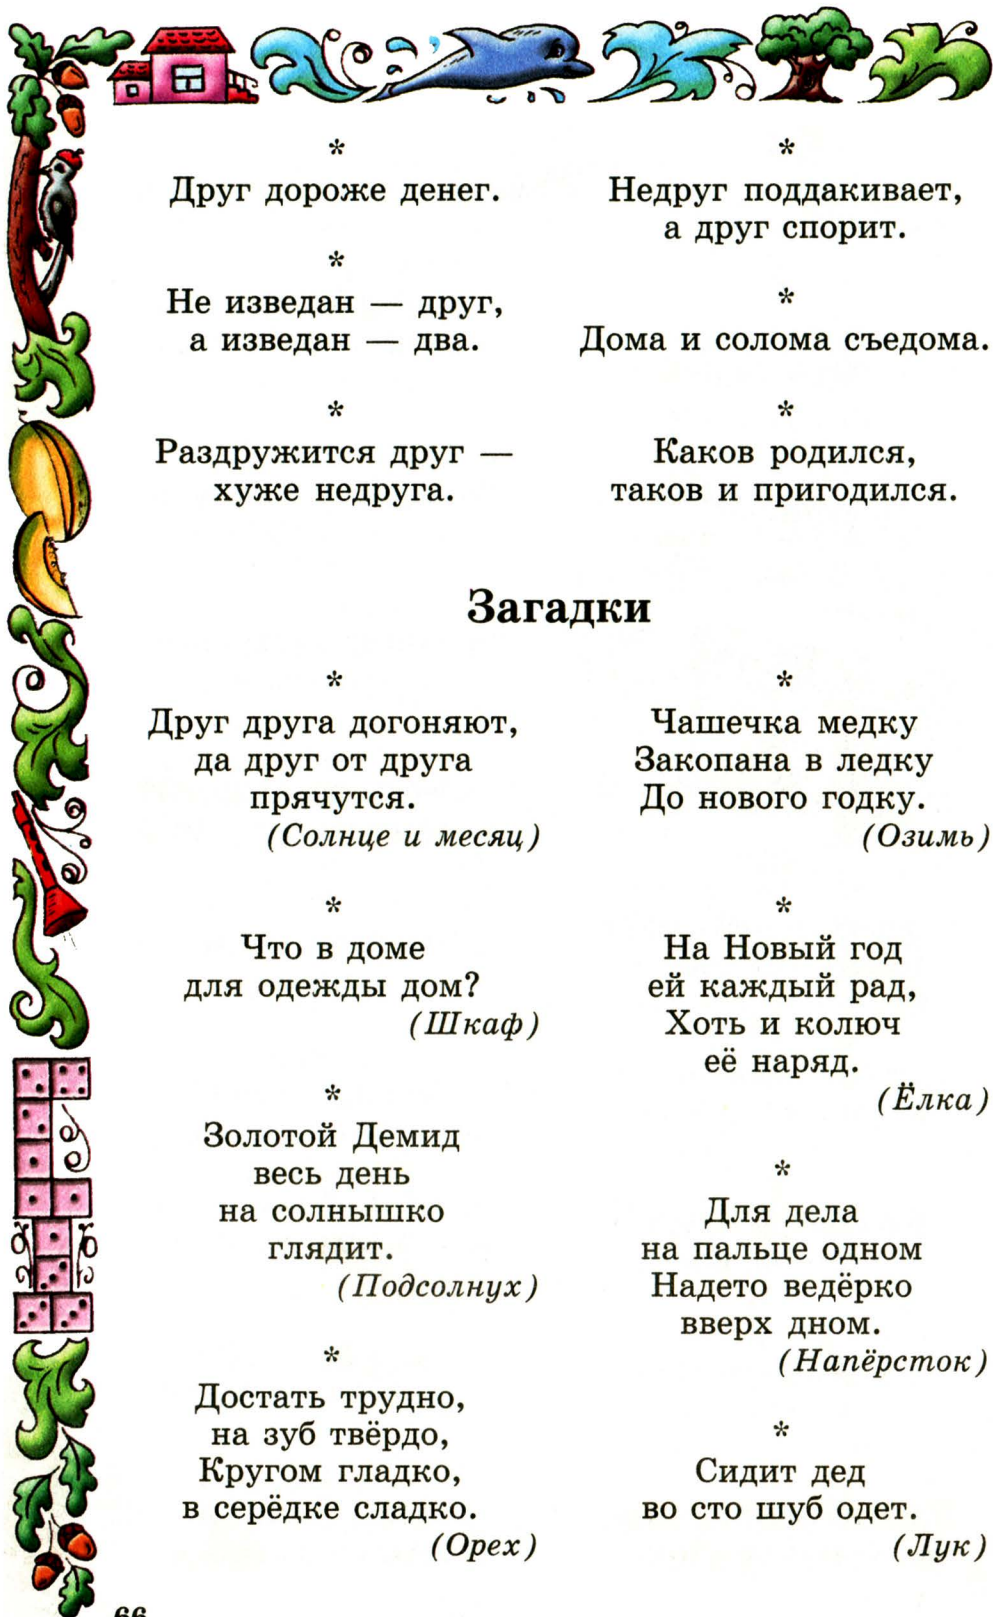 *
Друг дороже денег.
*
Не изведан — друг,
а изведан — два.
*
Раздружится друг —
хуже недруга.
*
Недруг поддакивает,
а друг спорит.
*
Дома и солома съедома.
*
Каков родился,
таков и пригодился.
Загадки
*
Друг друга догоняют,
да друг от друга
прячутся.
(Солнце и месяц)
*
Что в доме
для одежды дом?
(Шкаф)
*
Золотой Демид
весь день
на солнышко
глядит.
(Подсолнух)
*
Достать трудно,
на зуб твёрдо,
Кругом гладко,
в серёдке сладко.
(Орех)
*
Чашечка медку
Закопана в ледку
До нового годку.
(Озимь)
*
На Новый год
ей каждый рад,
Хоть и колюч
её наряд.
(Ёлка)
*
Для дела
на пальце одном
Надето ведёрко
вверх дном.
(Напёрсток)
*
Сидит дед
во сто шуб одет.
(Лук)
66